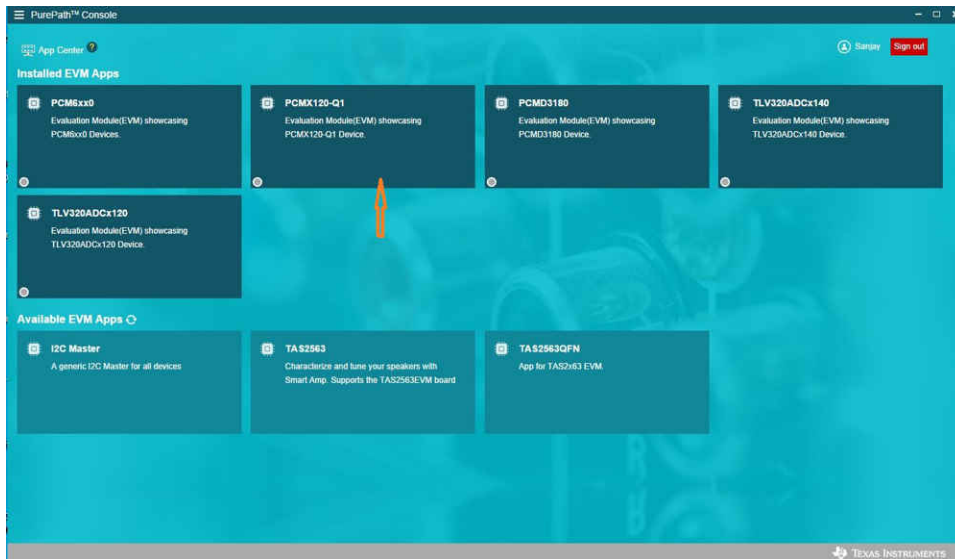 PurePath™ Console
App Center ?
Sanjay
Sign out
Installed EVM Apps
PCM6xx0
Evaluation Module(EVM) showcasing
PCM6xx0 Devices.
PCMX120-Q1
Evaluation Module(EVM) showcasing
PCMX120-Q1 Device.
PCMD3180
Evaluation Module(EVM) showcasing
PCMD3180 Device.
TLV320ADCx140
Evaluation Module(EVM) showcasing
TLV320ADCx140 Device.
TLV320ADCx120
Evaluation Module(EVM) showcasing
TLV320ADCx120 Device.
Available EVM Apps
I2C Master
A generic I2C Master for all devices
TAS2563
Characterize and tune your speakers with
Smart Amp. Supports the TAS2563EVM board
TAS2563QFN
App for TAS2x63 EVM.
TEXAS INSTRUMENTS